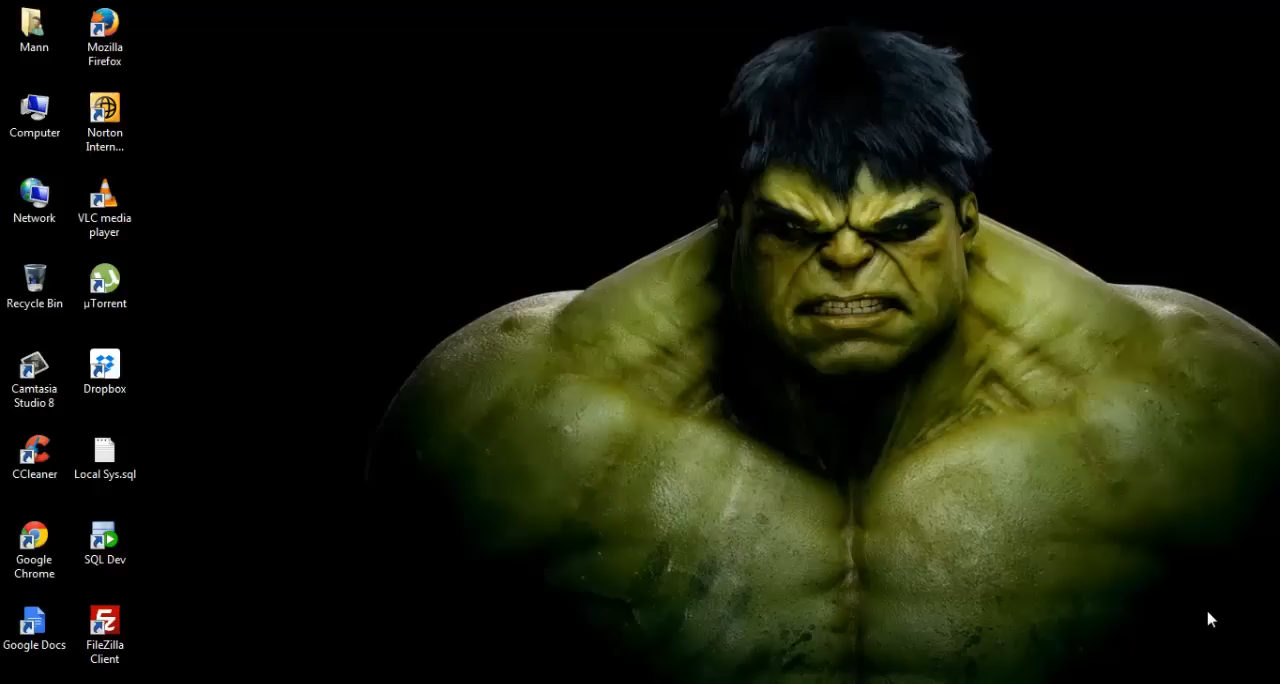 Mann
Mozilla
Firefox
Computer
Norton
Intern...
Network
VLC media
player
Recycle Bin
µTorrent
Camtasia
Studio 8
Dropbox
CCleaner
Local Sys.sql
Google
Chrome
SQL Dev
Google Docs
FileZilla
Client